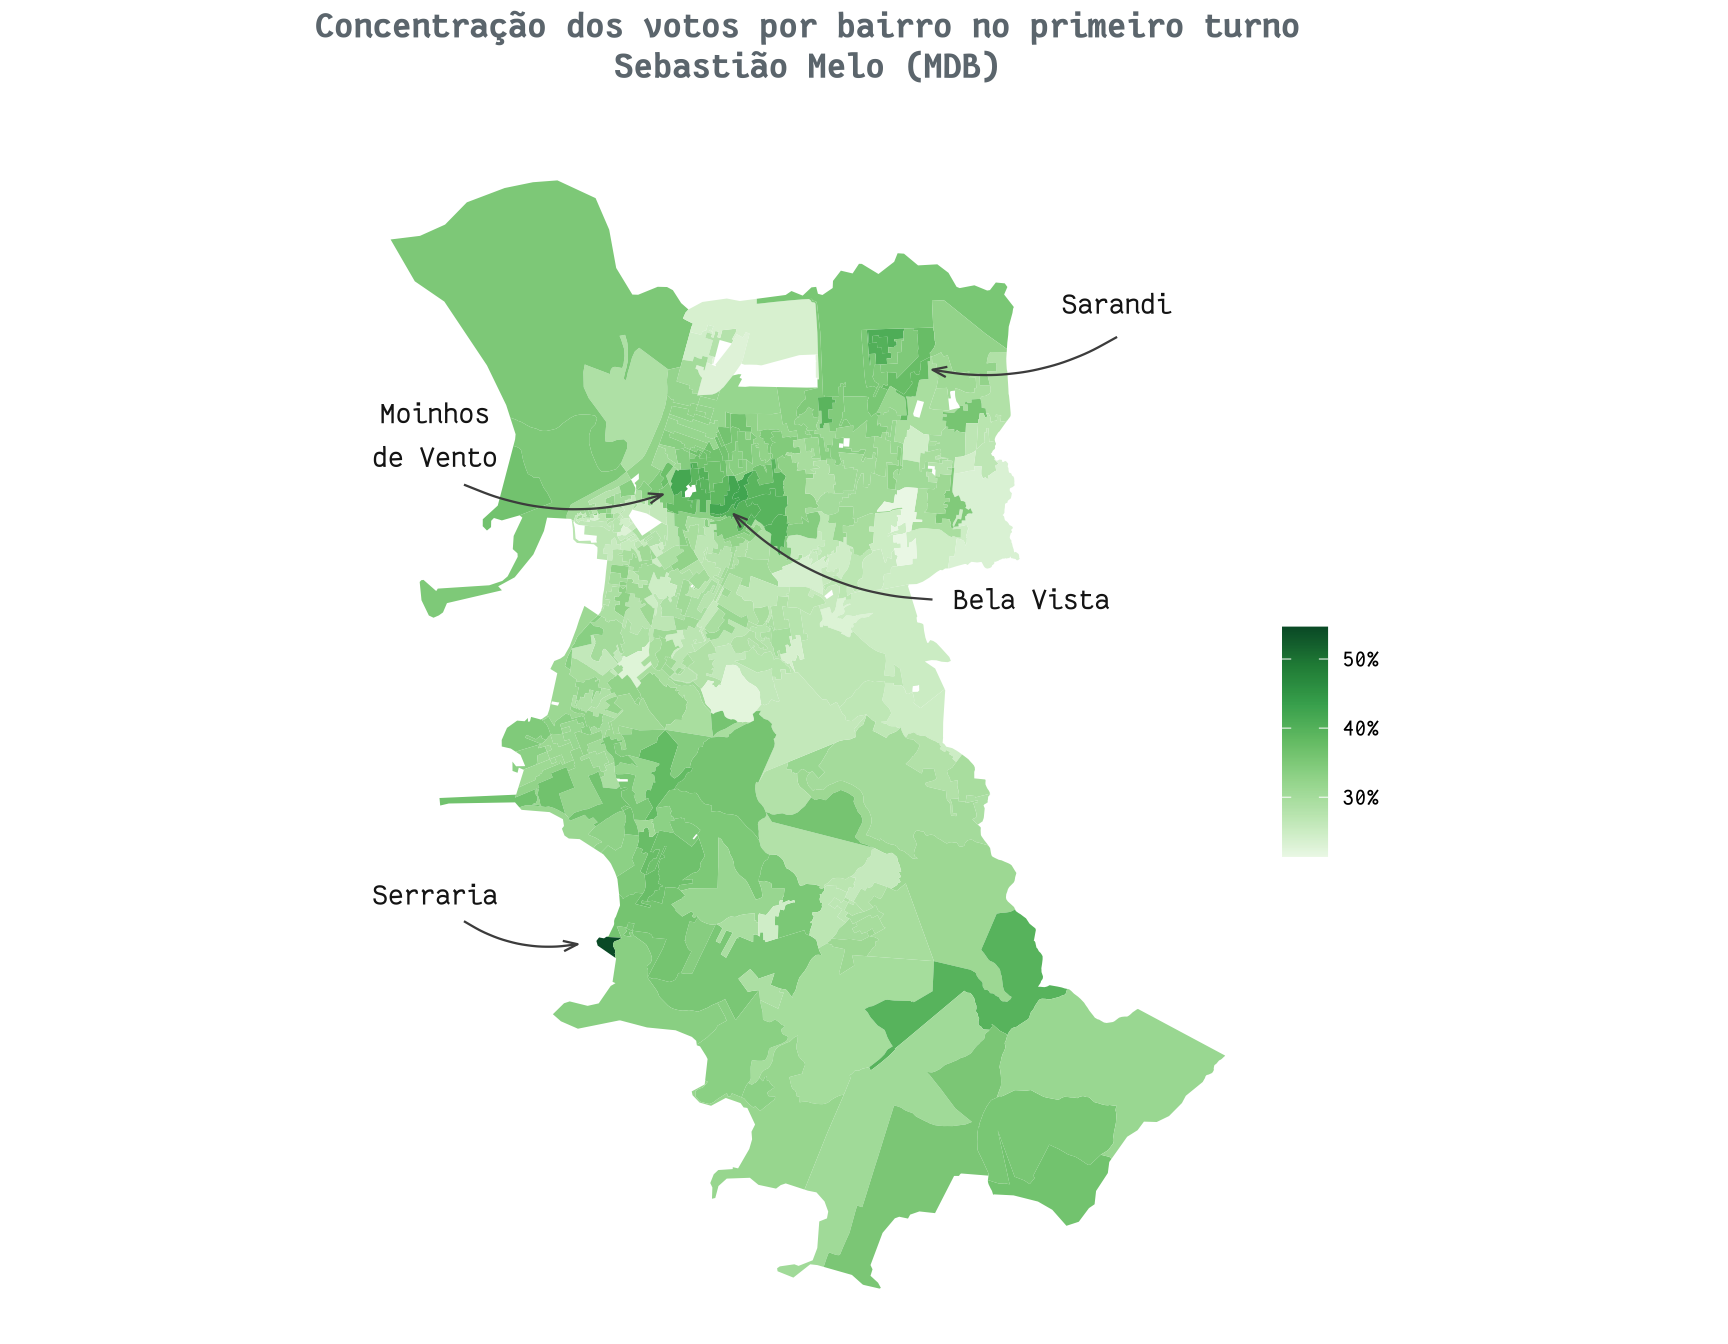 Concentração dos votos por bairro no primeiro turno
Sebastião Melo (MDB)
Sarandi
Moinhos
de Vento
Bela Vista
50%
40%
30%
Serraria